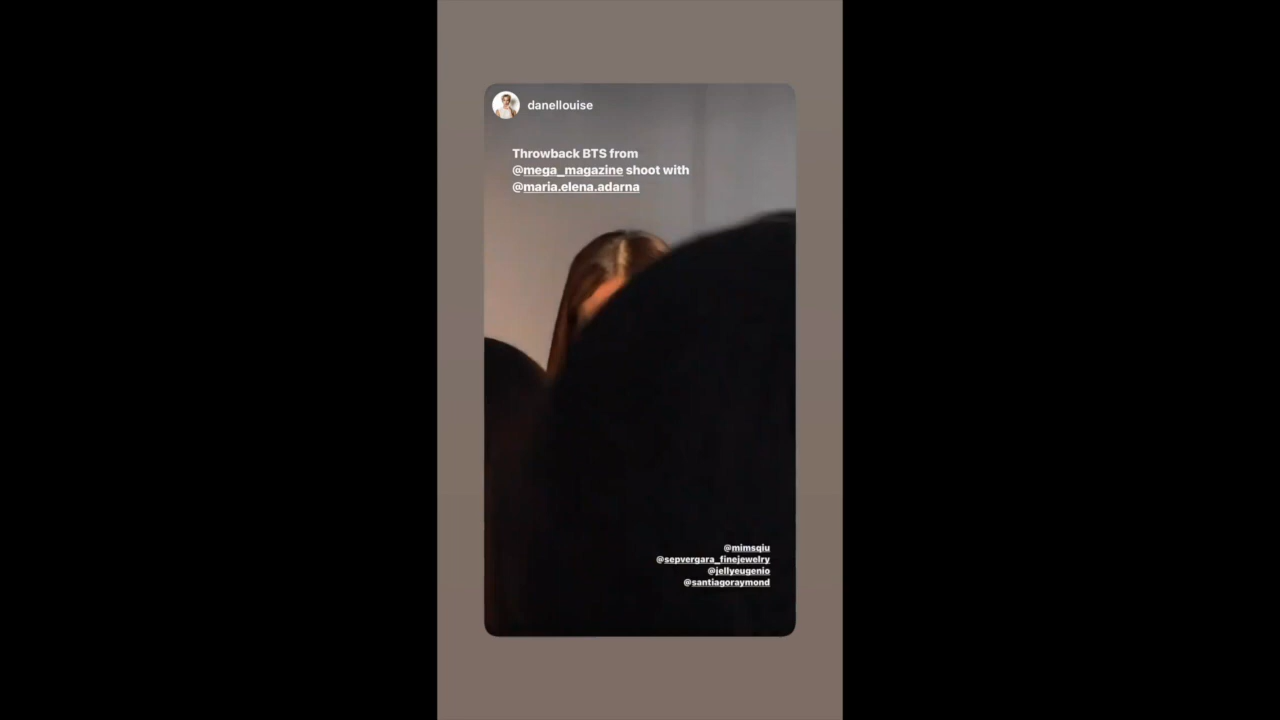 danellouise
Throwback BTS from
@mega_magazine shoot with
@maria.elena.adarna
@mimsqiu
@sepvergara_finejewelry
@jellyeugenio
@santiagoraymond